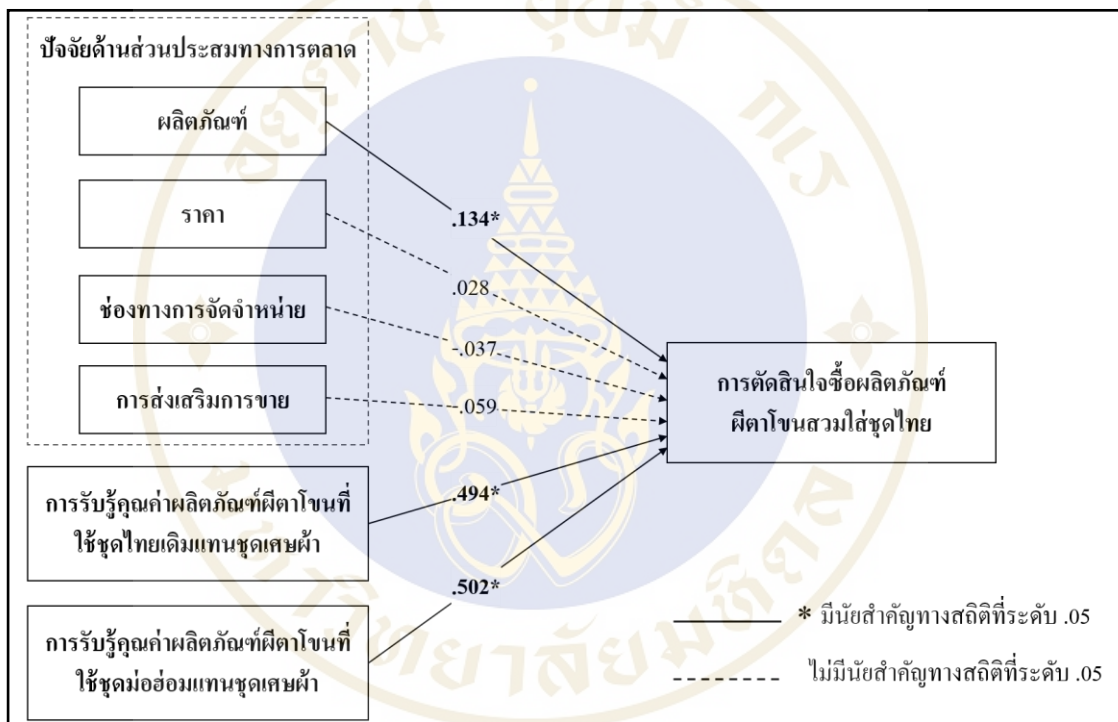 ปัจจัยด้านส่วนประสมทางการตลาด
ผลิตภัณฑ์
ราคา
ช่องทางการจัดจำหน่าย
การส่งเสริมการขาย
การรับรู้คุณค่าผลิตภัณฑ์ผีตาโขนที่
ใช้ชุดไทยเดิมแทนชุดเศษผ้า
การรับรู้คุณค่าผลิตภัณฑ์ผีตาโขนที่
ใช้ชุดม่อฮ่อมแทนชุดเศษผ้า
.134*
.028
-.037
.059
.494*
.502*
การตัดสินใจซื้อผลิตภัณฑ์
ผีตาโขนสวมใส่ชุดไทย
* มีนัยสำคัญทางสถิติที่ระดับ .05
ไม่มีนัยสำคัญทางสถิติที่ระดับ .05